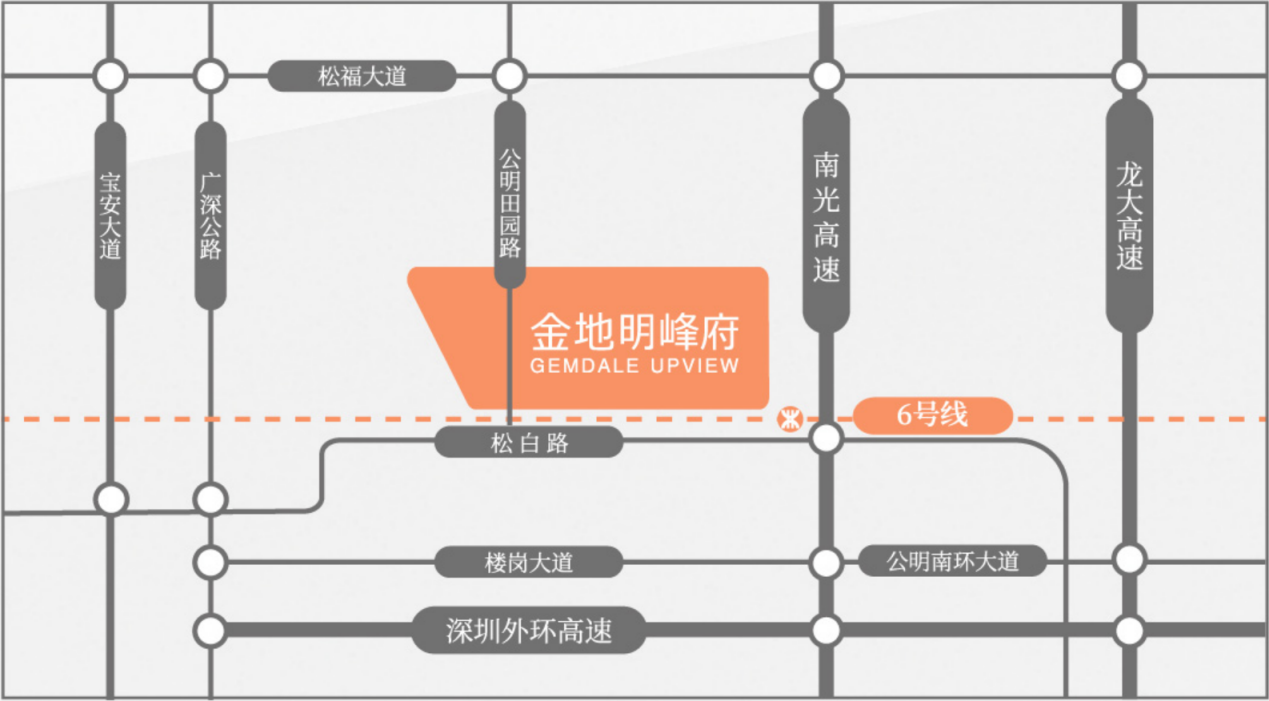 松福大道
宝安大道
广深公路
公明田园路
南光高速
龙大高速
金地明峰府
GEMDALE UPVIEW
6号线
松白路
楼岗大道
公明南环大道
深圳外环高速